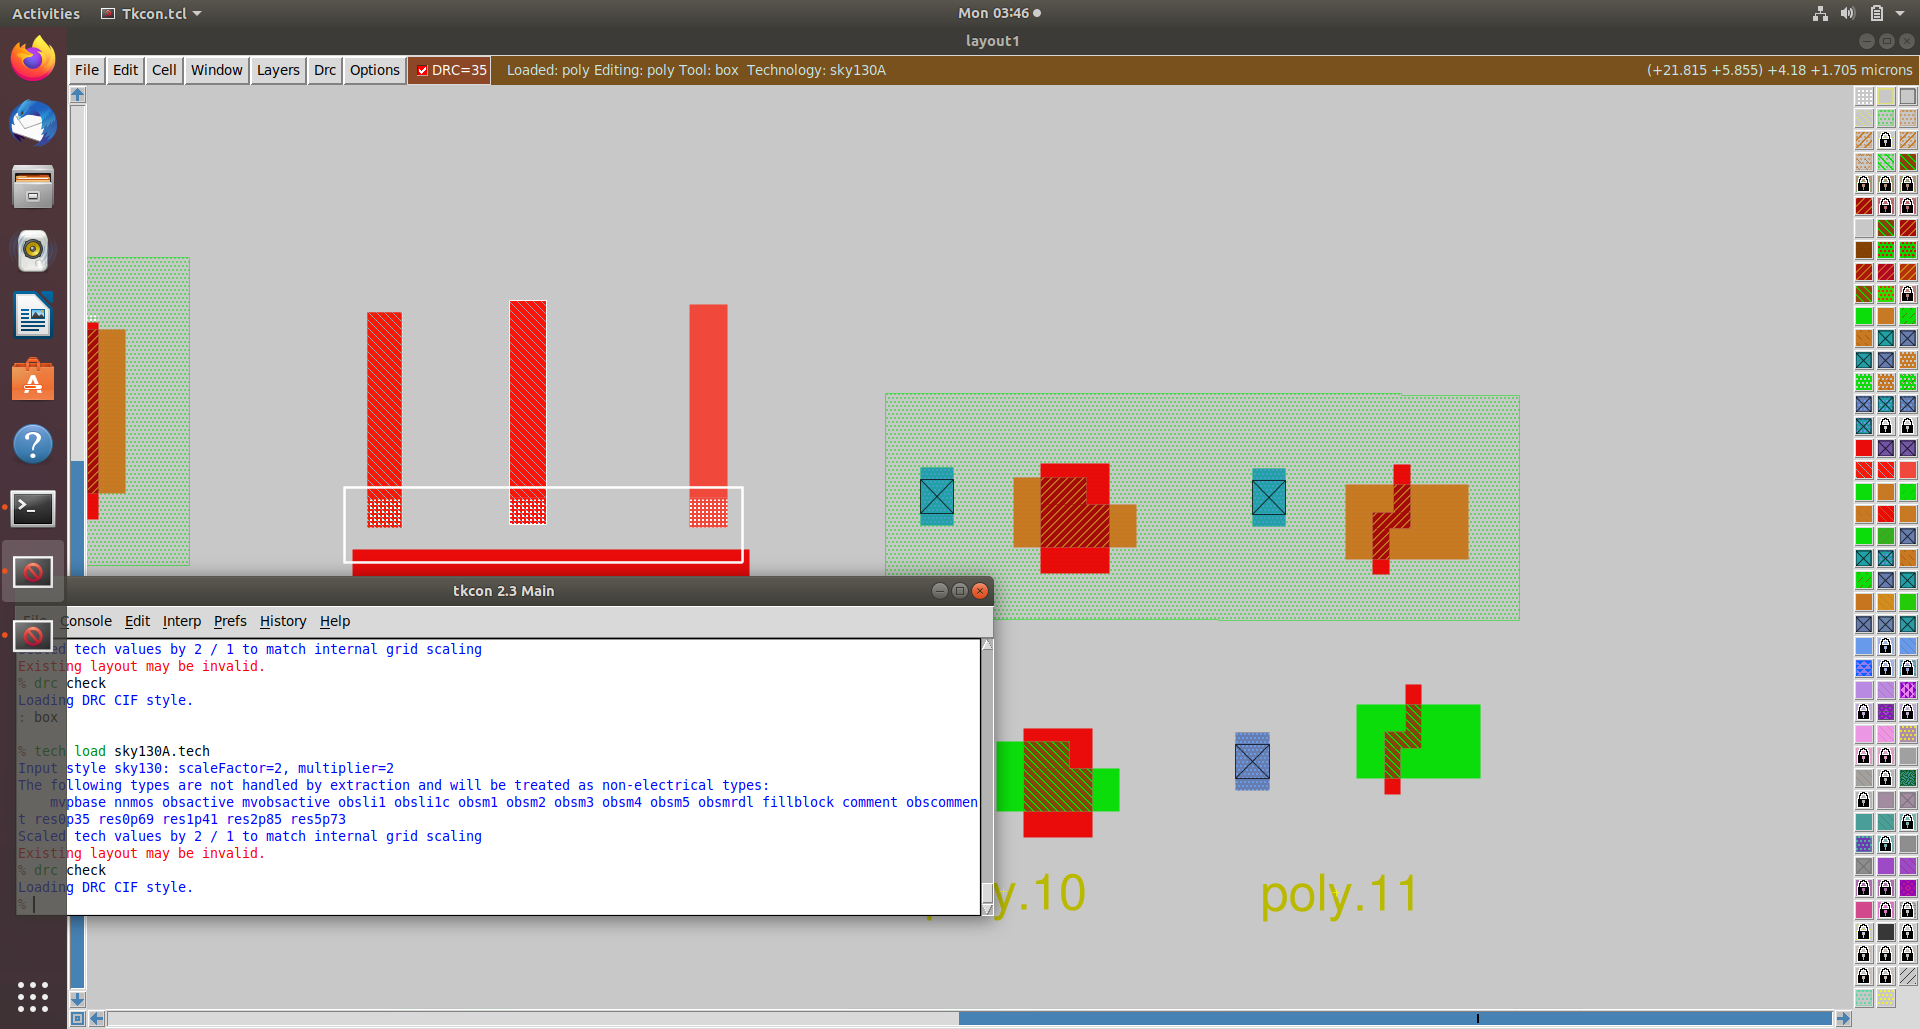 Activities Tkcon.tcl Mon 03:46
layout1
File Edit Cell Window Layers Drc Options DRC=35 Loaded: poly Editing: poly Tool: box Technology: sky130A (+21.815 +5.855) +4.18 +1.705 microns
tkcon 2.3 Main
File Console Edit Interp Prefs History Help
Scaled tech values by 2 / 1 to match internal grid scaling
Existing layout may be invalid.
% drc check
Loading DRC CIF style.
: box
% tech load sky130A.tech
Input style sky130: scaleFactor=2, multiplier=2
The following types are not handled by extraction and will be treated as non-electrical types:
mvpbase nnmos obsactive mvobsactive obsli1 obsli1c obsm1 obsm2 obsm3 obsm4 obsm5 obsmrdl fillblock comment obscommen
t res0p35 res0p69 res1p41 res2p85 res5p73
Scaled tech values by 2 / 1 to match internal grid scaling
Existing layout may be invalid.
% drc check
Loading DRC CIF style.
%
poly.10
poly.11